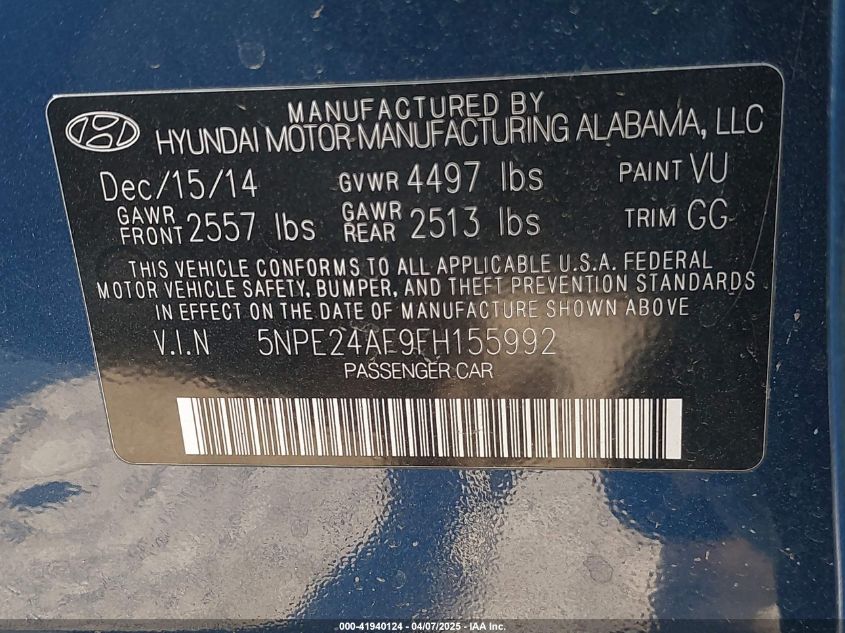 MANUFACTURED BY
HYUNDAI MOTOR MANUFACTURING ALABAMA, LLC
Dec/15/14 GVWR 4497 lbs PAINT VU
GAWR FRONT 2557 lbs GAWR REAR 2513 lbs TRIM GG
THIS VEHICLE CONFORMS TO ALL APPLICABLE U.S.A. FEDERAL
MOTOR VEHICLE SAFETY, BUMPER, AND THEFT PREVENTION STANDARDS
IN EFFECT ON THE DATE OF MANUFACTURE SHOWN ABOVE
V.I.N 5NPE24AF9FH155992
PASSENGER CAR
000-41940124 - 04/07/2025 - IAA Inc.